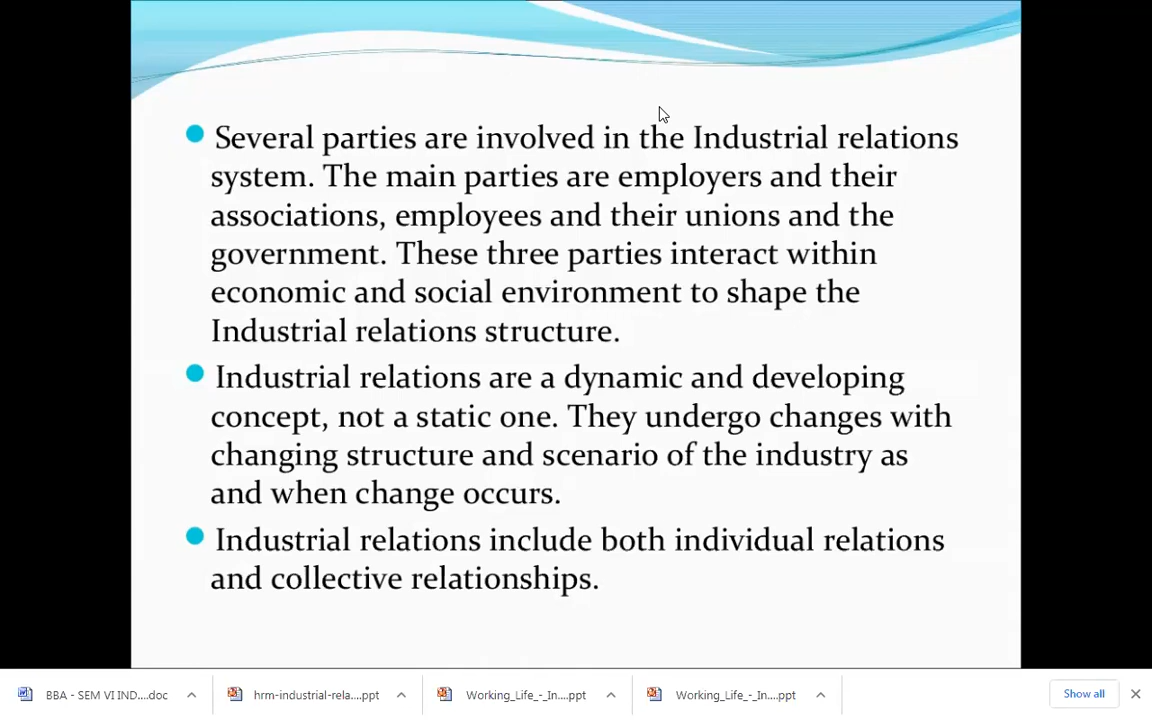 Several parties are involved in the Industrial relations
system. The main parties are employers and their
associations, employees and their unions and the
government. These three parties interact within
economic and social environment to shape the
Industrial relations structure.
Industrial relations are a dynamic and developing
concept, not a static one. They undergo changes with
changing structure and scenario of the industry as
and when change occurs.
Industrial relations include both individual relations
and collective relationships.
BBA - SEM VI IND....doc
hrm-industrial-rela....ppt
Working_Life_-_In....ppt
Working_Life_-_In....ppt
Show all